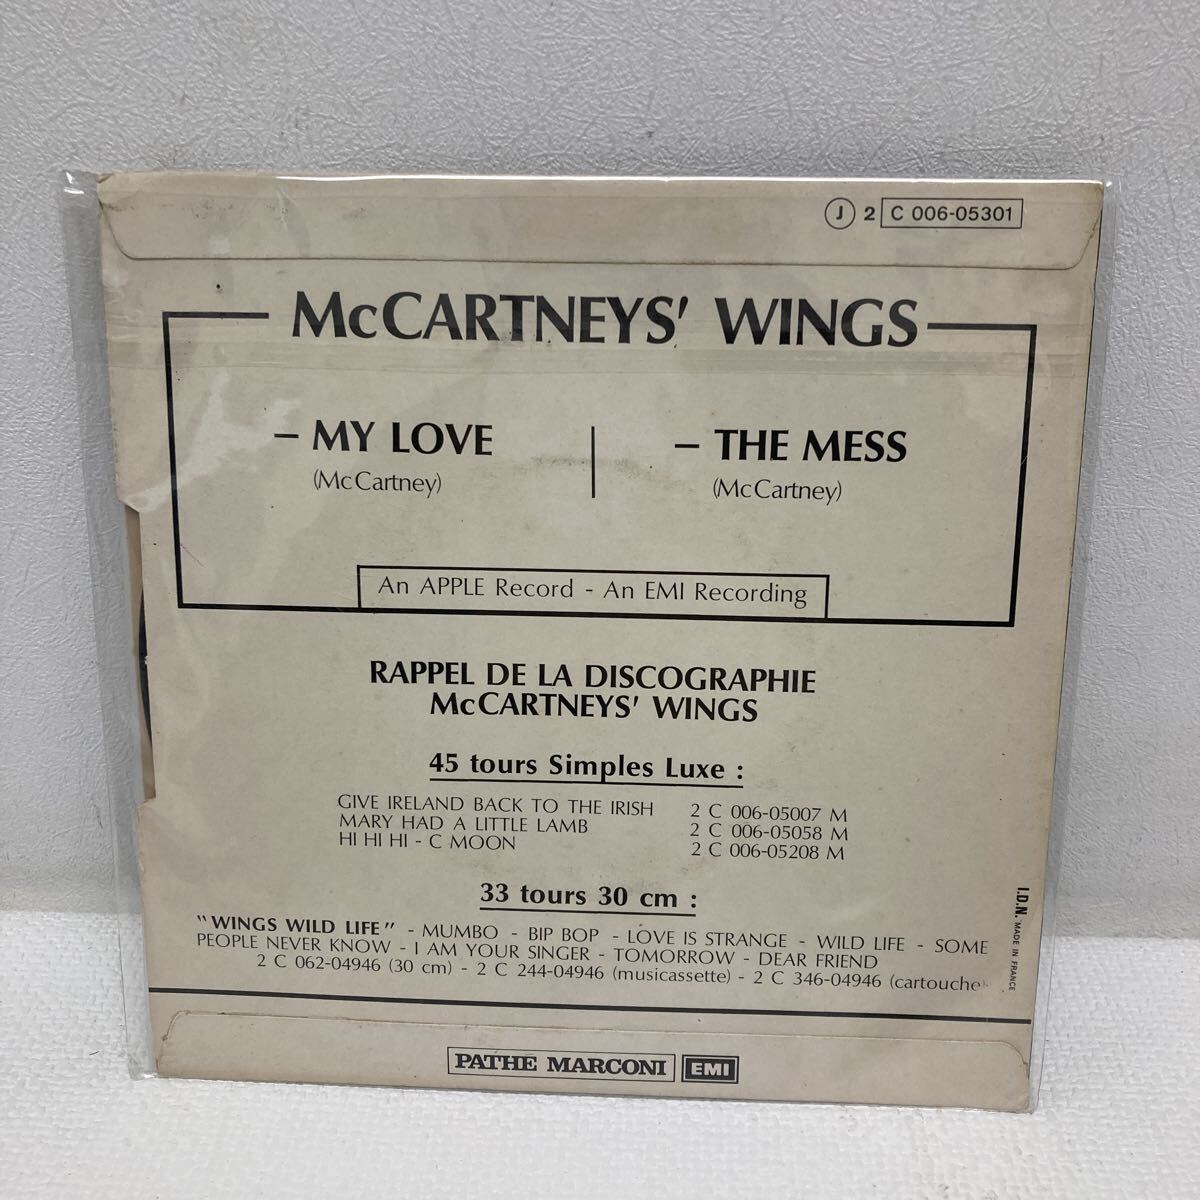 J 2 C 006-05301
McCARTNEYS' WINGS
– MY LOVE
(McCartney)
– THE MESS
(McCartney)
An APPLE Record - An EMI Recording
RAPPEL DE LA DISCOGRAPHIE
McCARTNEYS' WINGS
45 tours Simples Luxe :
GIVE IRELAND BACK TO THE IRISH 2 C 006-05007 M
MARY HAD A LITTLE LAMB 2 C 006-05058 M
HI HI HI - C MOON 2 C 006-05208 M
33 tours 30 cm :
"WINGS WILD LIFE" - MUMBO - BIP BOP - LOVE IS STRANGE - WILD LIFE - SOME
PEOPLE NEVER KNOW - I AM YOUR SINGER - TOMORROW - DEAR FRIEND
2 C 062-04946 (30 cm) - 2 C 244-04946 (musicassette) - 2 C 346-04946 (cartouche)
I.D.N. MADE IN FRANCE
PATHE MARCONI EMI